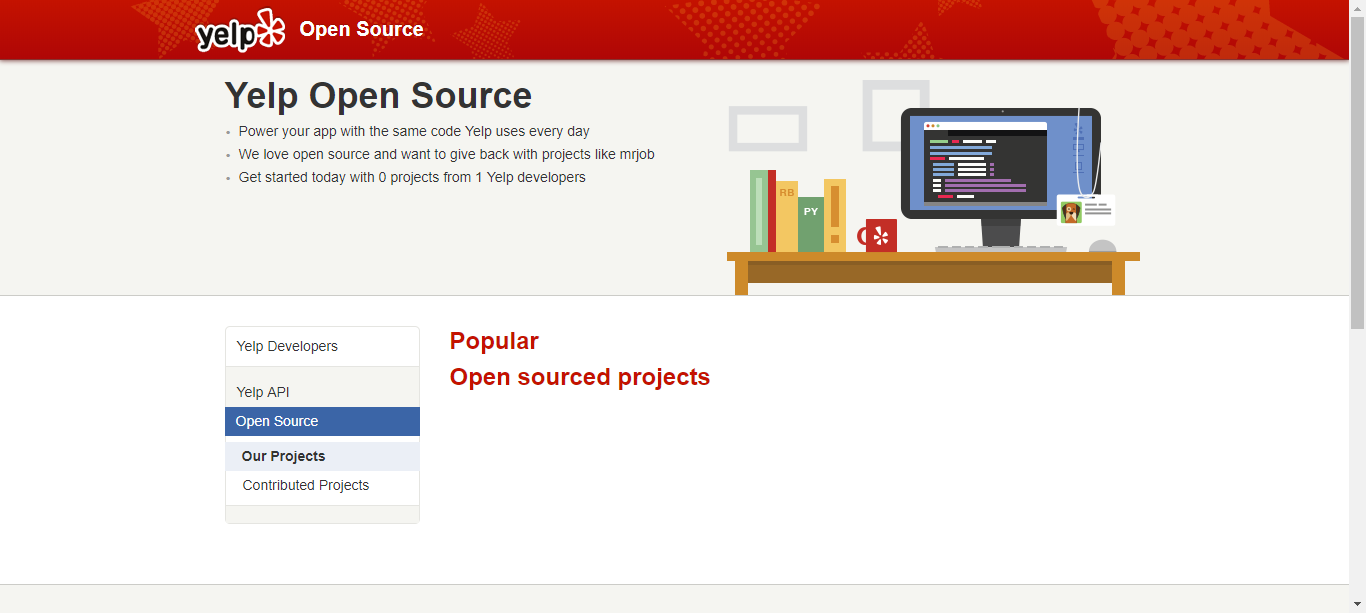 yelp Open Source
Yelp Open Source
Power your app with the same code Yelp uses every day
We love open source and want to give back with projects like mrjob
Get started today with 0 projects from 1 Yelp developers
RB
PY
Yelp Developers
Yelp API
Open Source
Our Projects
Contributed Projects
Popular
Open sourced projects